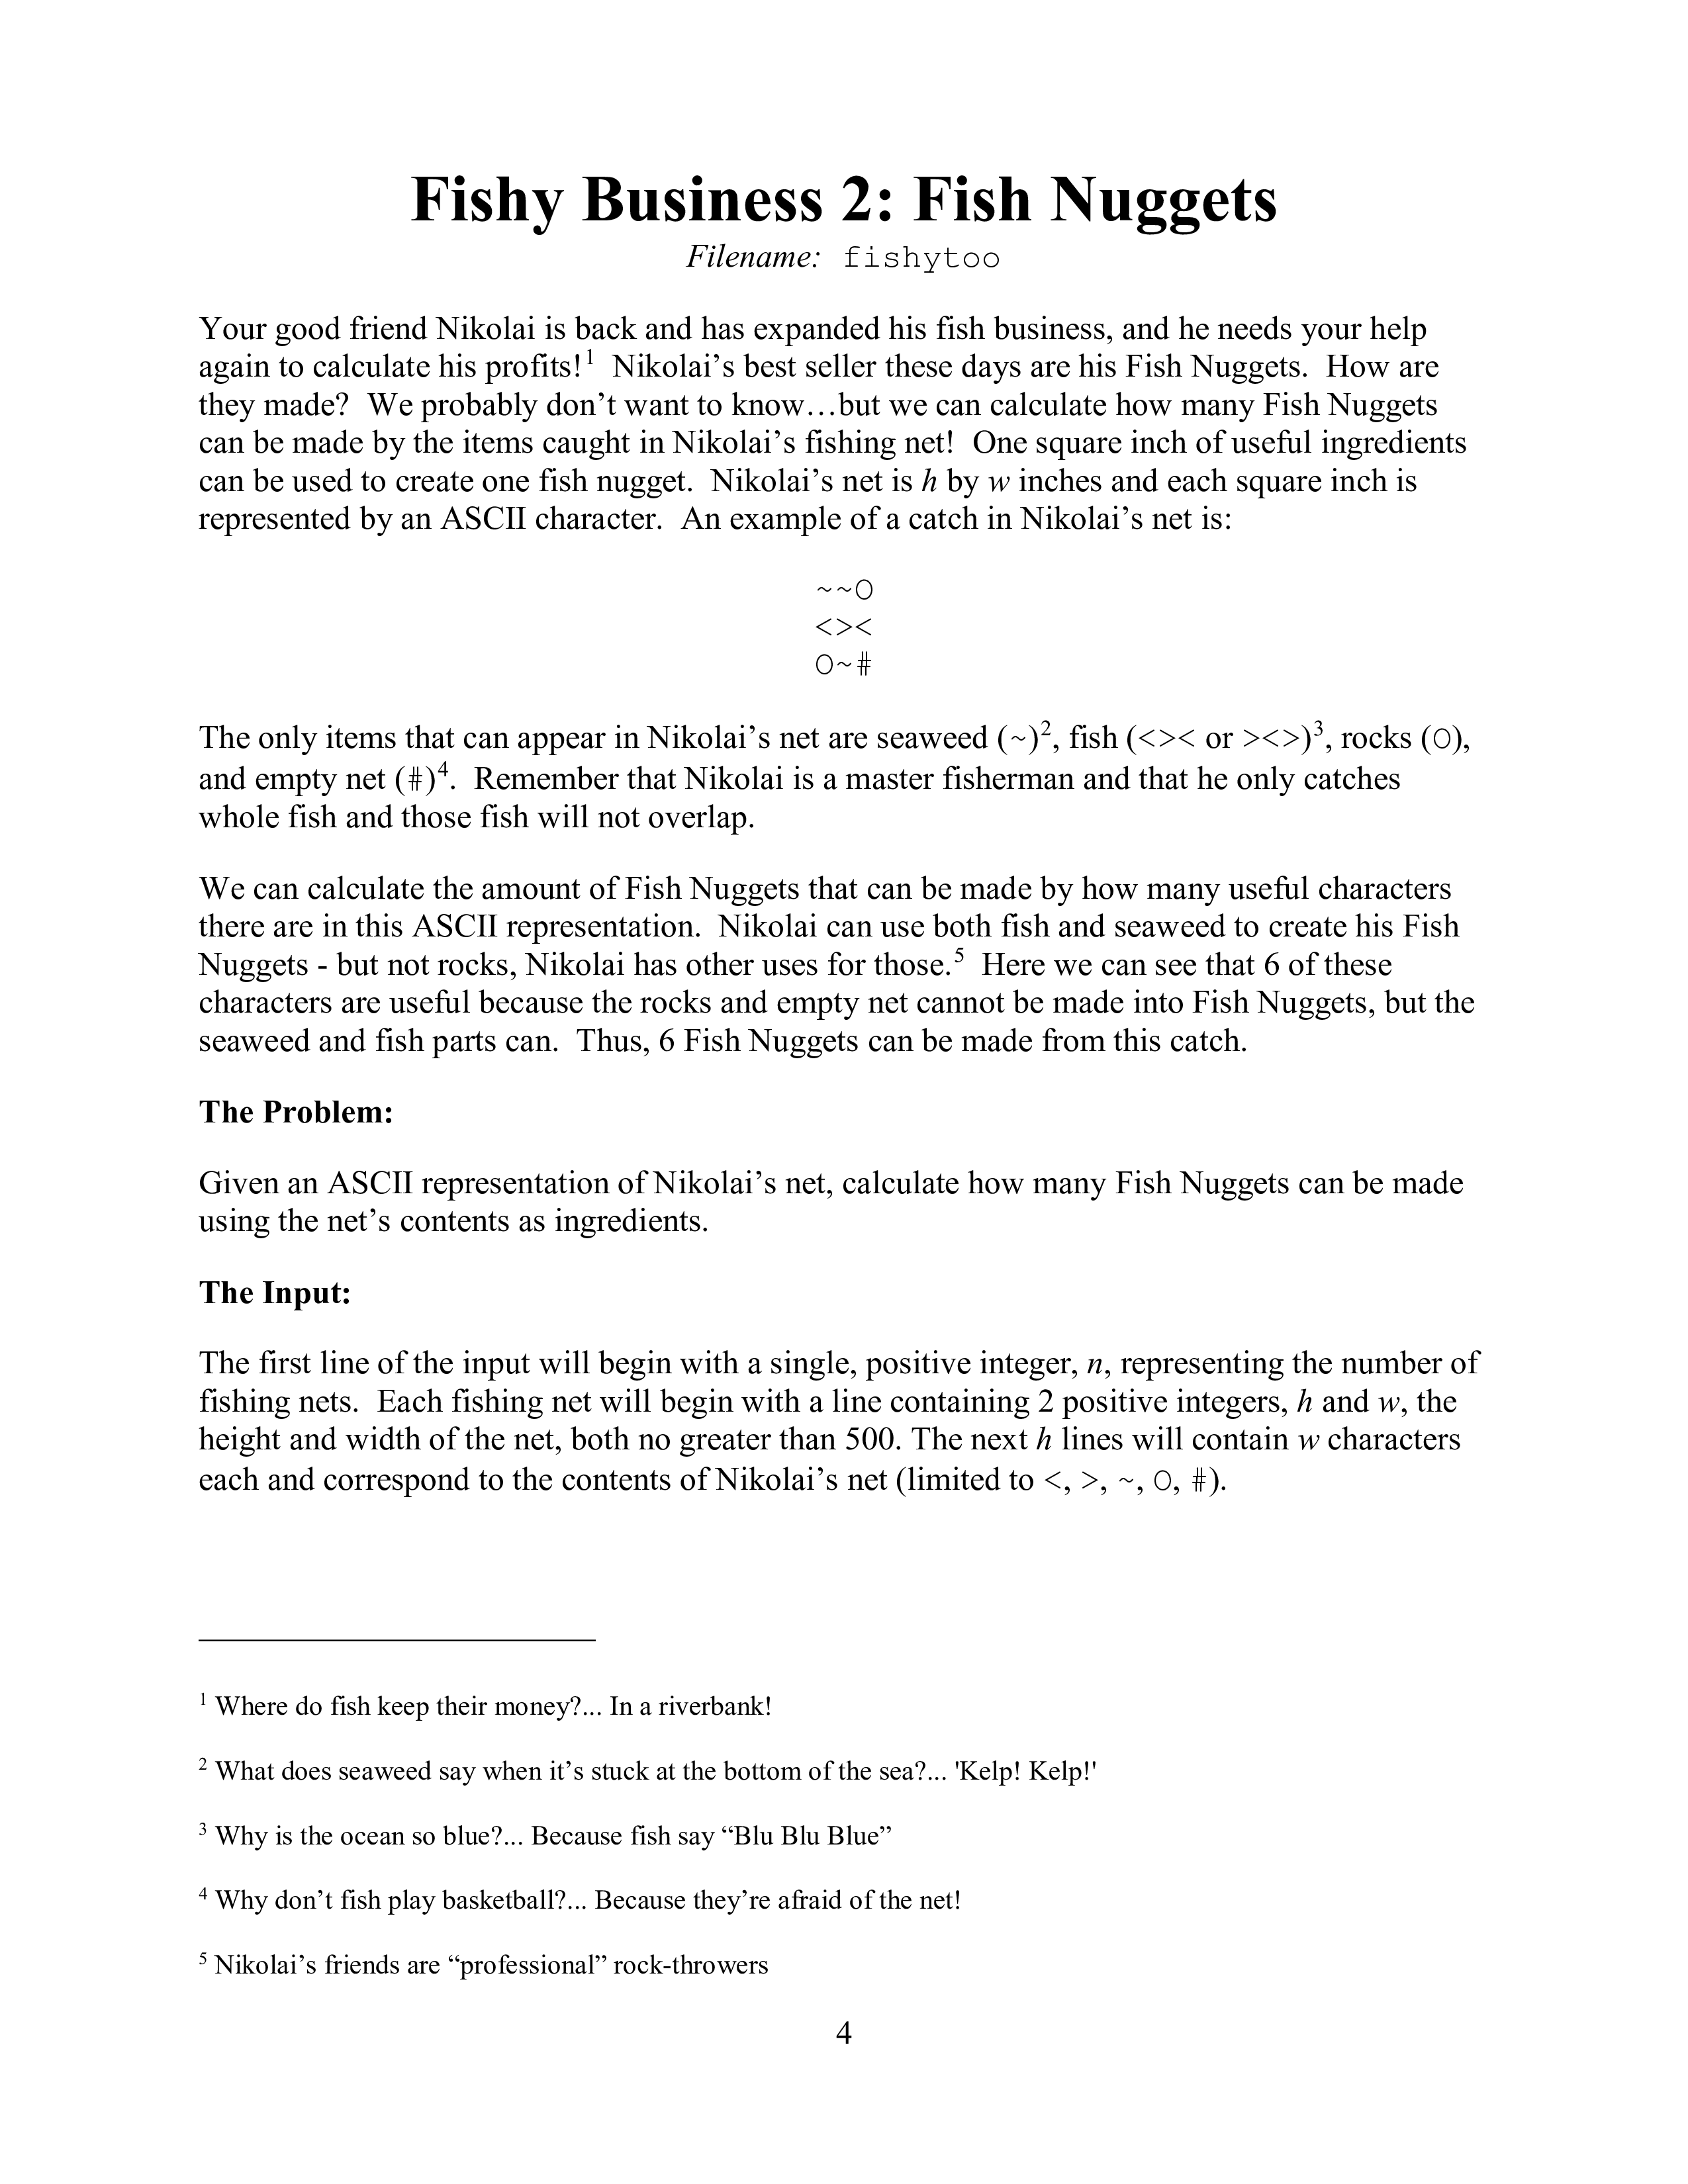 Fishy Business 2: Fish Nuggets
Filename: fishytoo
Your good friend Nikolai is back and has expanded his fish business, and he needs your help
again to calculate his profits!1 Nikolai’s best seller these days are his Fish Nuggets. How are
they made? We probably don’t want to know…but we can calculate how many Fish Nuggets
can be made by the items caught in Nikolai’s fishing net! One square inch of useful ingredients
can be used to create one fish nugget. Nikolai’s net is h by w inches and each square inch is
represented by an ASCII character. An example of a catch in Nikolai’s net is:
~~O
<><
O~#
The only items that can appear in Nikolai’s net are seaweed (~)2, fish (<>< or ><>)3, rocks (O),
and empty net (#)4. Remember that Nikolai is a master fisherman and that he only catches
whole fish and those fish will not overlap.
We can calculate the amount of Fish Nuggets that can be made by how many useful characters
there are in this ASCII representation. Nikolai can use both fish and seaweed to create his Fish
Nuggets - but not rocks, Nikolai has other uses for those.5 Here we can see that 6 of these
characters are useful because the rocks and empty net cannot be made into Fish Nuggets, but the
seaweed and fish parts can. Thus, 6 Fish Nuggets can be made from this catch.
The Problem:
Given an ASCII representation of Nikolai’s net, calculate how many Fish Nuggets can be made
using the net’s contents as ingredients.
The Input:
The first line of the input will begin with a single, positive integer, n, representing the number of
fishing nets. Each fishing net will begin with a line containing 2 positive integers, h and w, the
height and width of the net, both no greater than 500. The next h lines will contain w characters
each and correspond to the contents of Nikolai’s net (limited to <, >, ~, O, #).
1 Where do fish keep their money?... In a riverbank!
2 What does seaweed say when it’s stuck at the bottom of the sea?... 'Kelp! Kelp!'
3 Why is the ocean so blue?... Because fish say “Blu Blu Blue”
4 Why don’t fish play basketball?... Because they’re afraid of the net!
5 Nikolai’s friends are “professional” rock-throwers
4